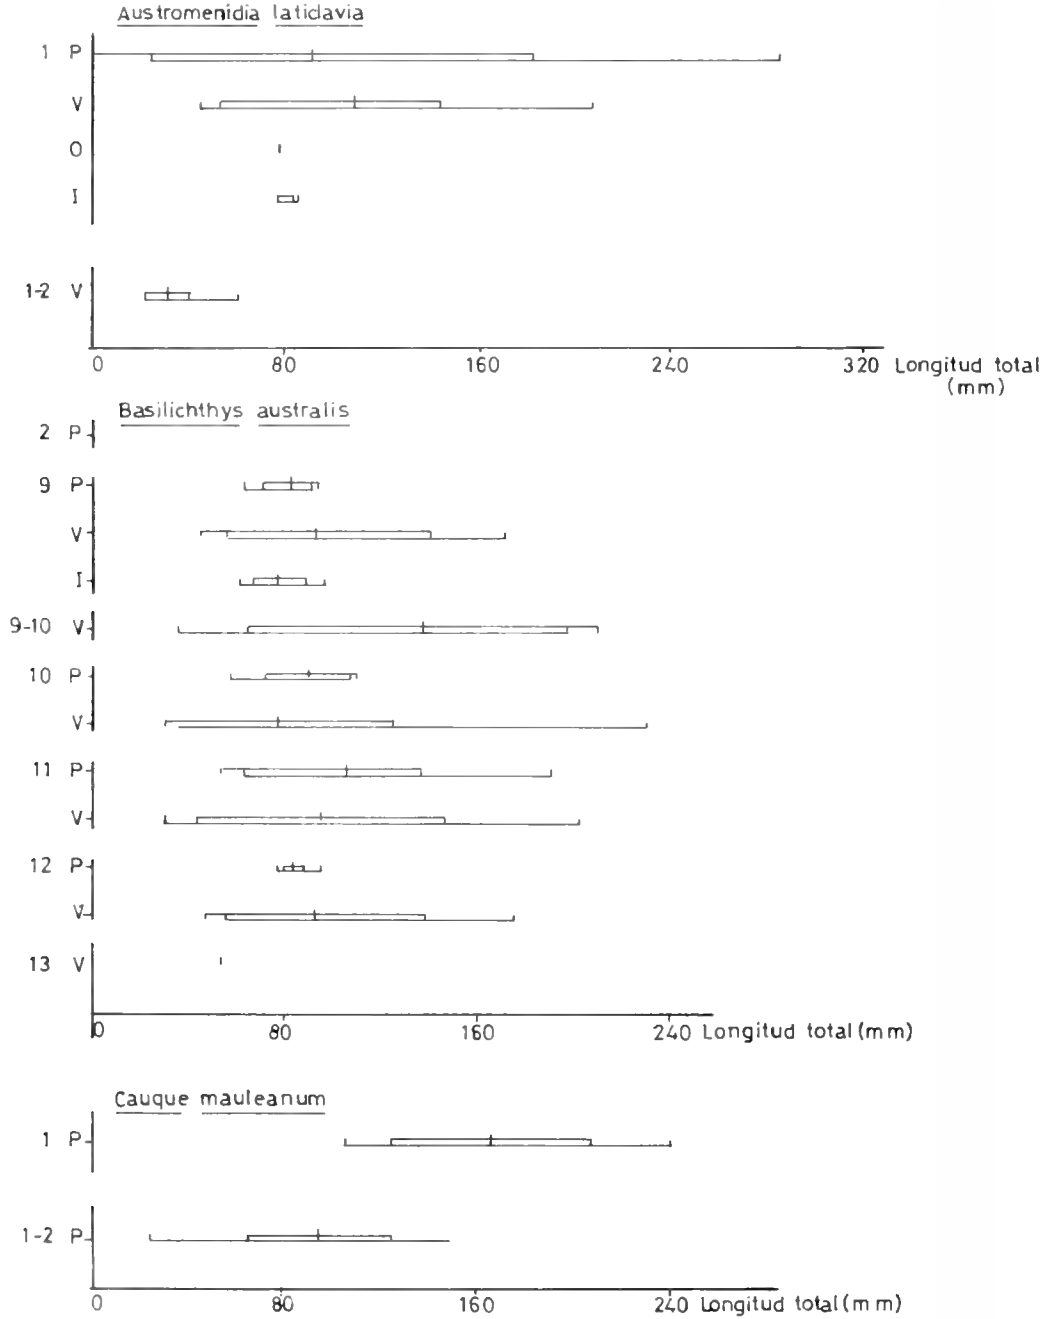 Austromenidia laticlavia
1 P
V
O
I
1-2 V
0 80 160 240 320 Longitud total
(mm)
Basilichthys australis
2 P
9 P
V
I
9-10 V
10 P
V
11 P
V
12 P
V
13 V
0 80 160 240 Longitud total (mm)
Cauque mauleanum
1 P
1-2 P
0 80 160 240 Longitud total (mm)